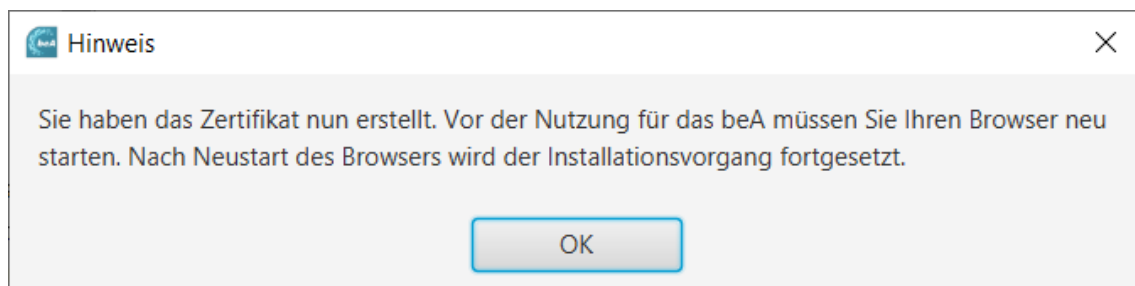 beA Hinweis
Sie haben das Zertifikat nun erstellt. Vor der Nutzung für das beA müssen Sie Ihren Browser neu
starten. Nach Neustart des Browsers wird der Installationsvorgang fortgesetzt.
OK